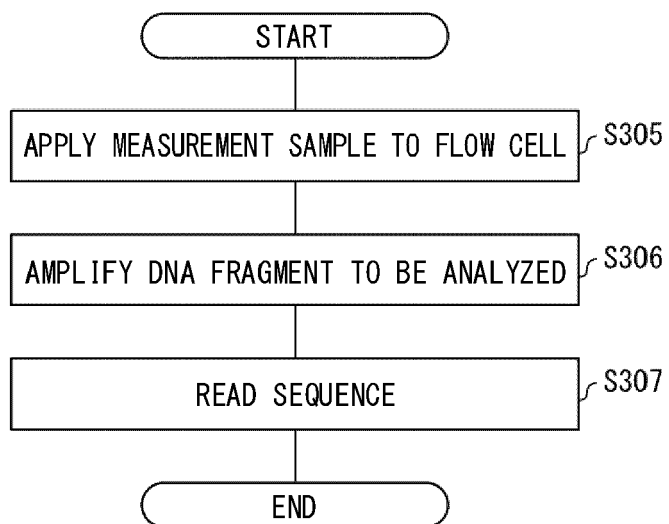 START
APPLY MEASUREMENT SAMPLE TO FLOW CELL
S305
AMPLIFY DNA FRAGMENT TO BE ANALYZED
S306
READ SEQUENCE
S307
END